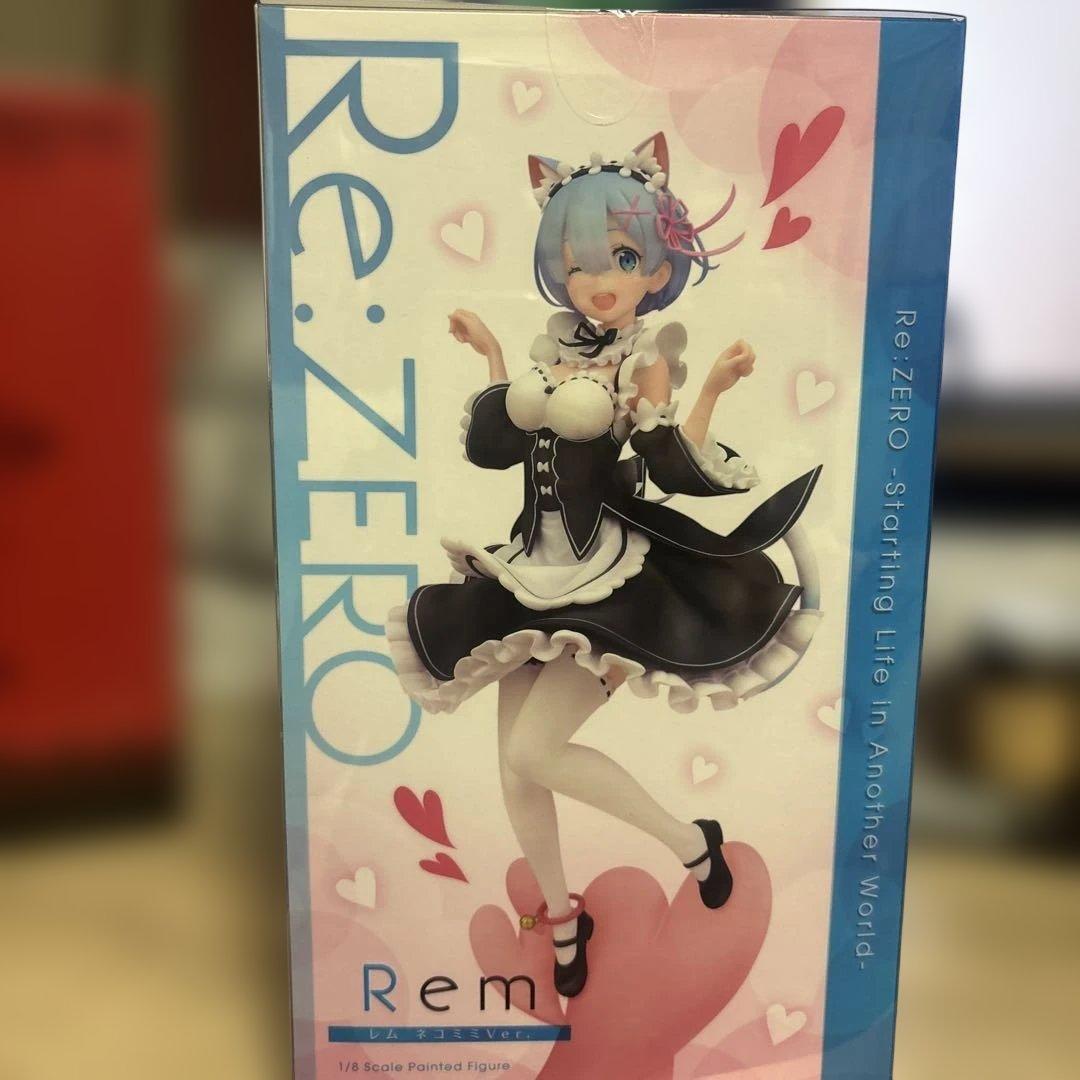 Re:ZERO
Re:ZERO -Starting Life in Another World-
Rem
レム ネコミミVer.
1/8 Scale Painted Figure